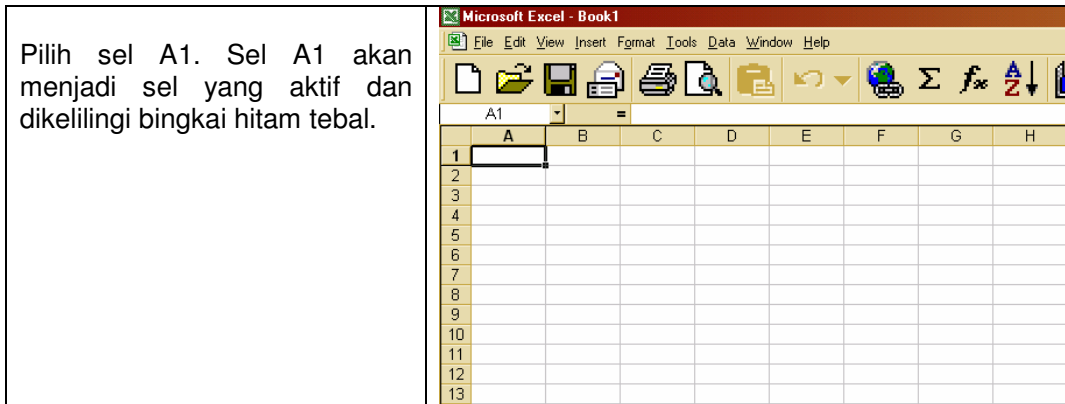 Pilih sel A1. Sel A1 akan
menjadi sel yang aktif dan
dikelilingi bingkai hitam tebal.
Microsoft Excel - Book1
File Edit View Insert Format Tools Data Window Help
Σ fx A Z
A1 =
A B C D E F G H
1
2
3
4
5
6
7
8
9
10
11
12
13